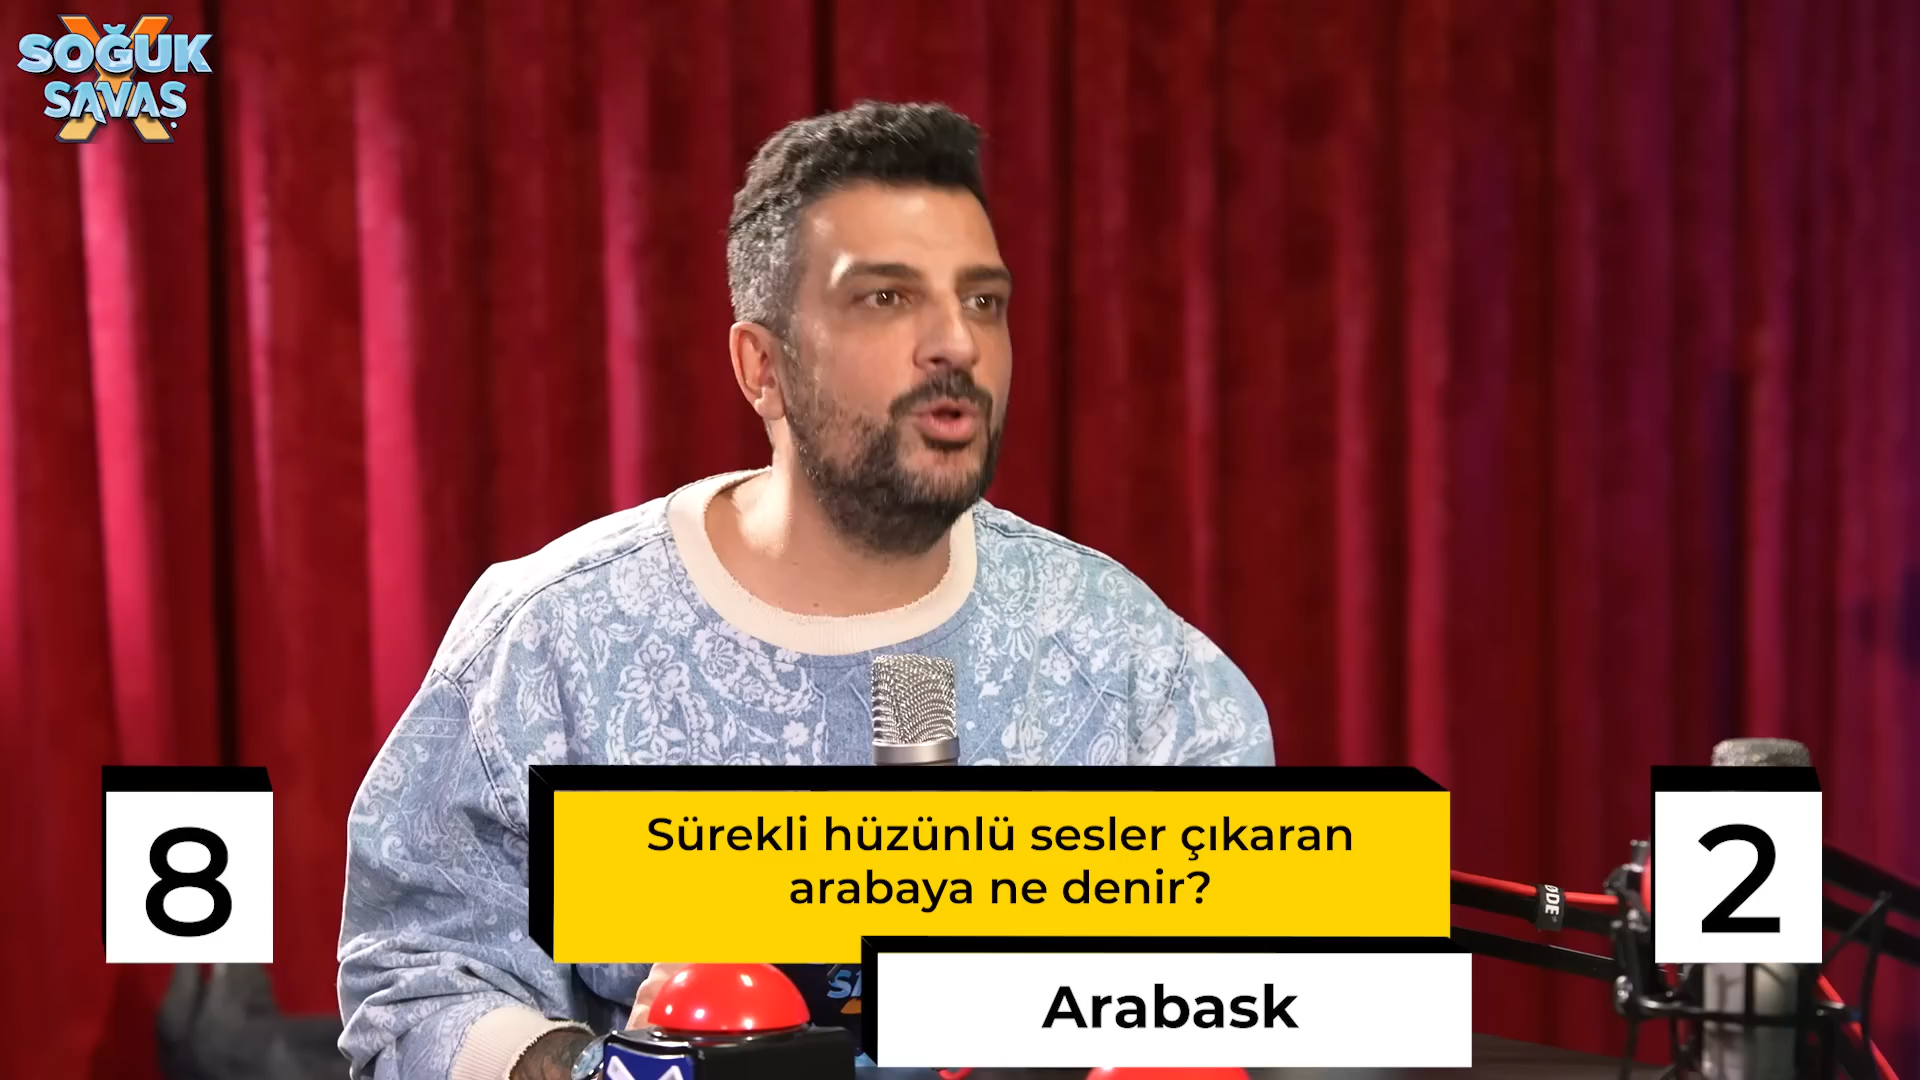 SOĞUK
SAVAŞ
8
Sürekli hüzünlü sesler çıkaran
arabaya ne denir?
2
Arabask